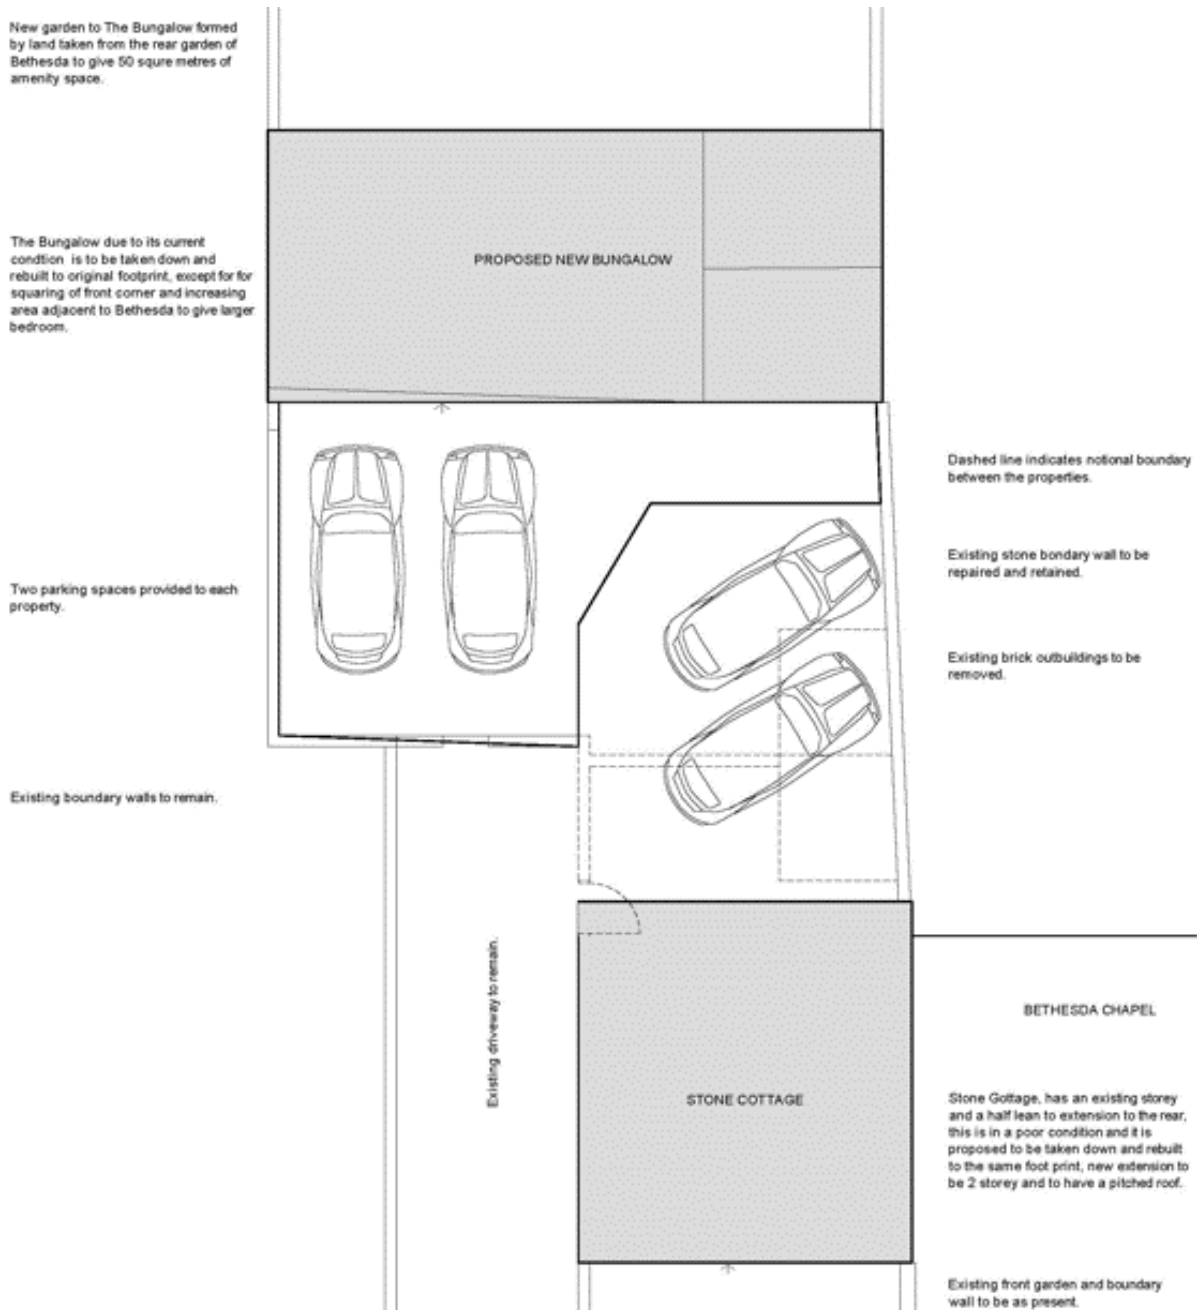 New garden to The Bungalow formed
by land taken from the rear garden of
Bethesda to give 50 squre metres of
amenity space.
The Bungalow due to its current
condtion is to be taken down and
rebuilt to original footprint, except for for
squaring of front corner and increasing
area adjacent to Bethesda to give larger
bedroom.
PROPOSED NEW BUNGALOW
Dashed line indicates notional boundary
between the properties.
Existing stone bondary wall to be
repaired and retained.
Two parking spaces provided to each
property.
Existing brick outbuildings to be
removed.
Existing boundary walls to remain.
Existing driveway to remain.
BETHESDA CHAPEL
STONE COTTAGE
Stone Gottage, has an existing storey
and a half lean to extension to the rear,
this is in a poor condition and it is
proposed to be taken down and rebuilt
to the same foot print, new extension to
be 2 storey and to have a pitched roof.
Existing front garden and boundary
wall to be as present.